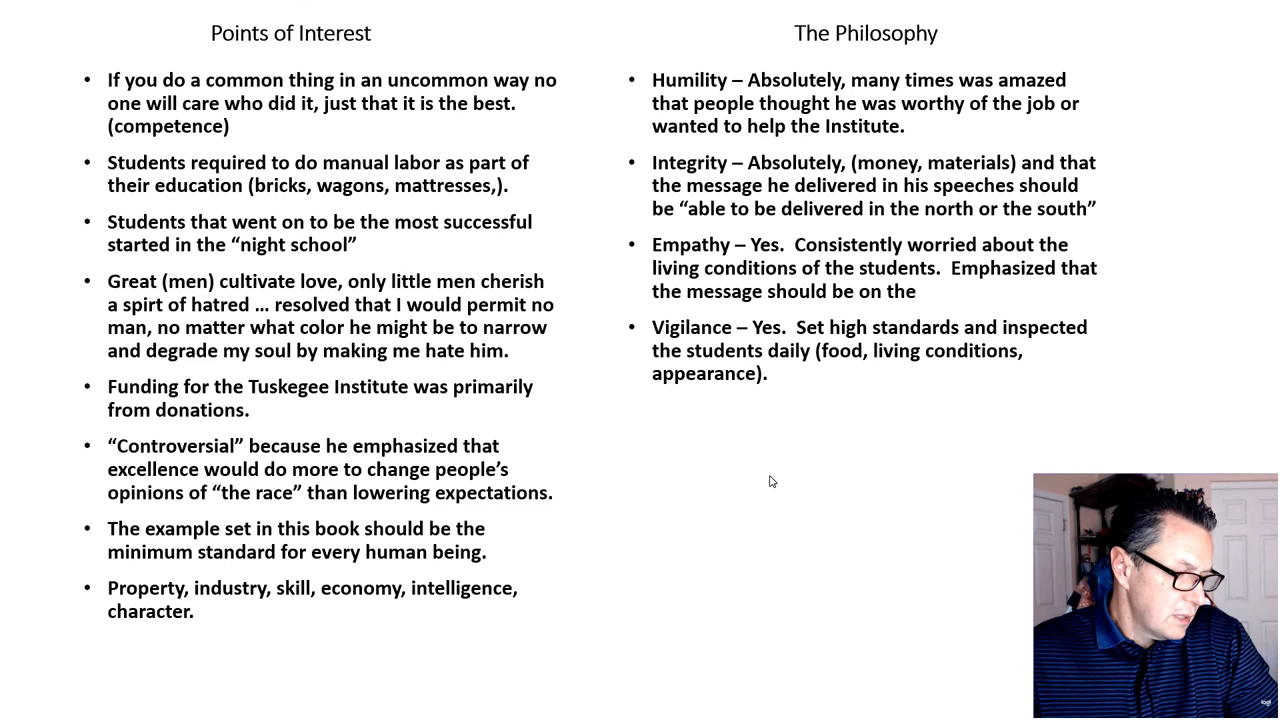 Points of Interest
If you do a common thing in an uncommon way no
one will care who did it, just that it is the best.
(competence)
Students required to do manual labor as part of
their education (bricks, wagons, mattresses,).
Students that went on to be the most successful
started in the “night school”
Great (men) cultivate love, only little men cherish
a spirt of hatred … resolved that I would permit no
man, no matter what color he might be to narrow
and degrade my soul by making me hate him.
Funding for the Tuskegee Institute was primarily
from donations.
“Controversial” because he emphasized that
excellence would do more to change people’s
opinions of “the race” than lowering expectations.
The example set in this book should be the
minimum standard for every human being.
Property, industry, skill, economy, intelligence,
character.
The Philosophy
Humility – Absolutely, many times was amazed
that people thought he was worthy of the job or
wanted to help the Institute.
Integrity – Absolutely, (money, materials) and that
the message he delivered in his speeches should
be “able to be delivered in the north or the south”
Empathy – Yes.  Consistently worried about the
living conditions of the students.  Emphasized that
the message should be on the
Vigilance – Yes.  Set high standards and inspected
the students daily (food, living conditions,
appearance).
logi